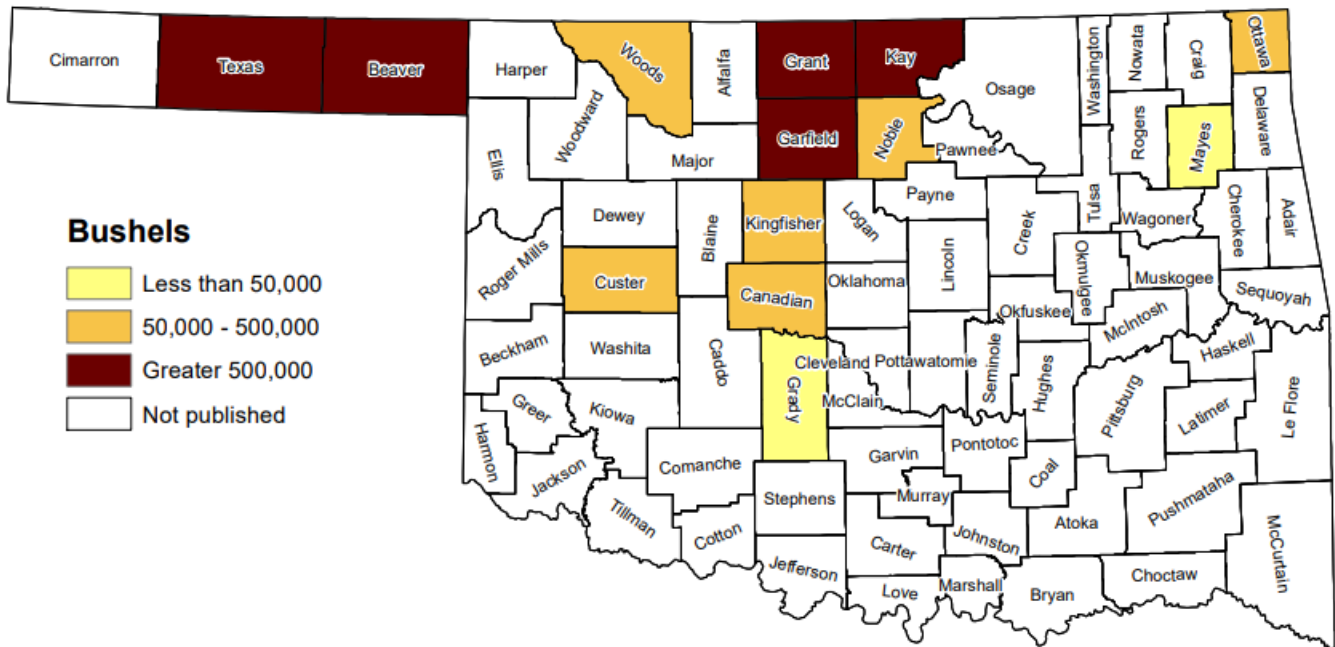 Cimarron
Texas
Beaver
Harper
Woods
Alfalfa
Grant
Kay
Osage
Washington
Nowata
Craig
Ottawa
Woodward
Ellis
Major
Garfield
Noble
Pawnee
Rogers
Mayes
Delaware
Dewey
Blaine
Kingfisher
Logan
Payne
Creek
Tulsa
Wagoner
Cherokee
Adair
Bushels
Less than 50,000
50,000 - 500,000
Greater 500,000
Not published
Roger Mills
Custer
Canadian
Oklahoma
Lincoln
Okfuskee
Okmulgee
Muskogee
McIntosh
Sequoyah
Beckham
Washita
Caddo
Grady
Cleveland
Pottawatomie
McClain
Seminole
Hughes
Pittsburg
Haskell
Latimer
Le Flore
Harmon
Greer
Kiowa
Jackson
Comanche
Garvin
Pontotoc
Coal
Tillman
Cotton
Stephens
Murray
Johnston
Atoka
Pushmataha
McCurtain
Jefferson
Carter
Love
Marshall
Bryan
Choctaw